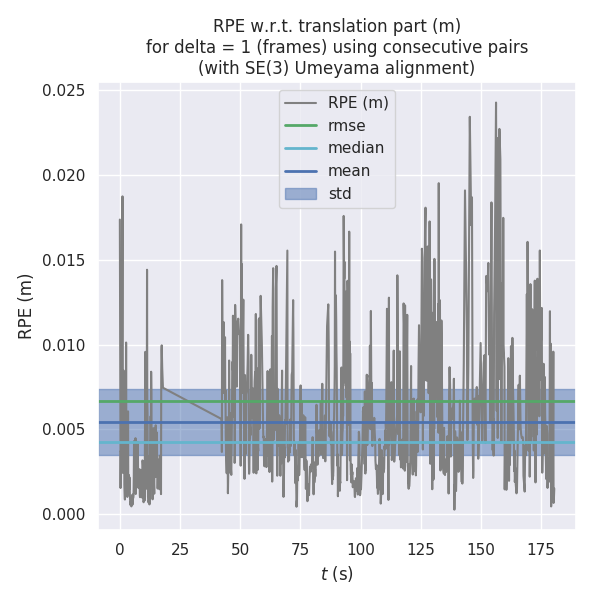 RPE w.r.t. translation part (m)
for delta = 1 (frames) using consecutive pairs
(with SE(3) Umeyama alignment)
RPE (m)
rmse
median
mean
std
0.025
0.020
0.015
0.010
0.005
0.000
RPE (m)
0 25 50 75 100 125 150 175
t (s)